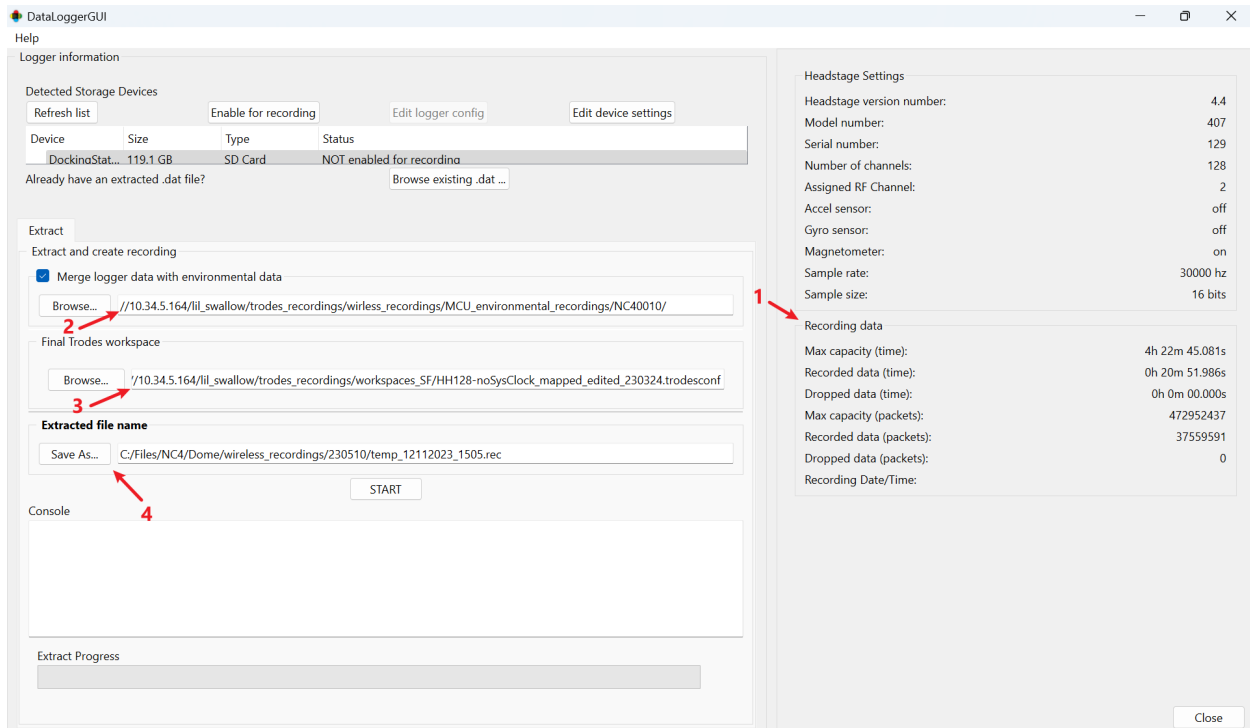 DataLoggerGUI
Help
Logger information
Detected Storage Devices
Refresh list Enable for recording Edit logger config Edit device settings
Device Size Type Status
DockingStat... 119.1 GB SD Card NOT enabled for recording
Already have an extracted .dat file? Browse existing .dat ...
Extract
Extract and create recording
Merge logger data with environmental data
Browse... //10.34.5.164/lil_swallow/trodes_recordings/wirless_recordings/MCU_environmental_recordings/NC40010/
2
Final Trodes workspace
Browse... '/10.34.5.164/lil_swallow/trodes_recordings/workspaces_SF/HH128-noSysClock_mapped_edited_230324.trodesconf
3
Extracted file name
Save As... C:/Files/NC4/Dome/wireless_recordings/230510/temp_12112023_1505.rec
4
START
Console
Extract Progress
Headstage Settings
Headstage version number: 4.4
Model number: 407
Serial number: 129
Number of channels: 128
Assigned RF Channel: 2
Accel sensor: off
Gyro sensor: off
Magnetometer: on
Sample rate: 30000 hz
Sample size: 16 bits
1
Recording data
Max capacity (time): 4h 22m 45.081s
Recorded data (time): 0h 20m 51.986s
Dropped data (time): 0h 0m 00.000s
Max capacity (packets): 472952437
Recorded data (packets): 37559591
Dropped data (packets): 0
Recording Date/Time:
Close